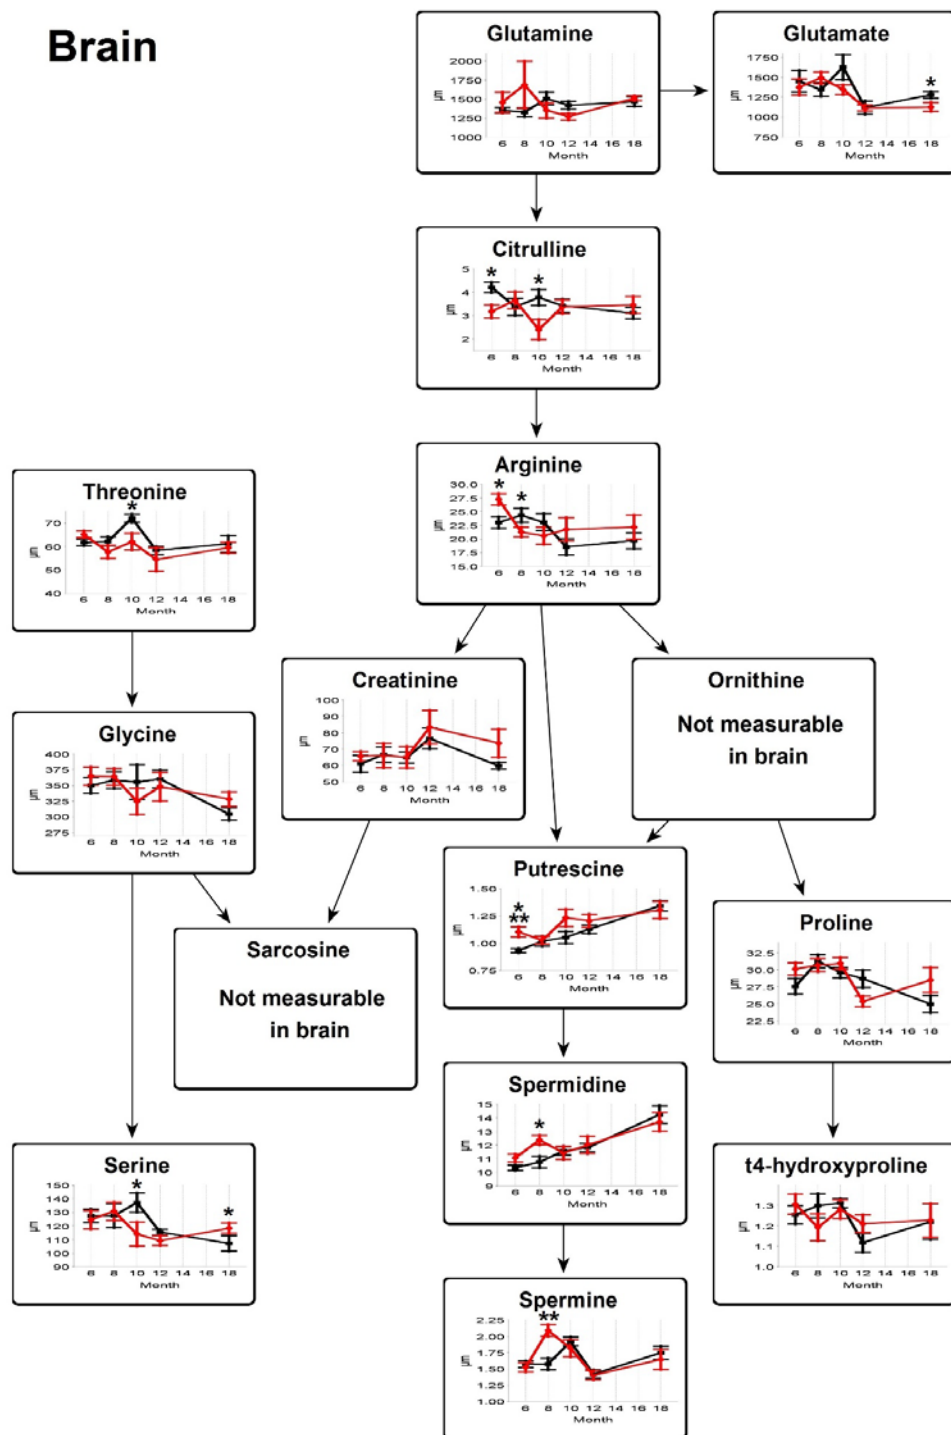 Brain
Glutamine
2000
1750
1500
1250
1000
µm
6 8 10 12 14 16 18
Month
Glutamate
1750
1500
1250
1000
750
µm
*
6 8 10 12 14 16 18
Month
Citrulline
5
4
3
2
µm
* *
6 8 10 12 14 16 18
Month
Arginine
30.0
27.5
25.0
22.5
20.0
17.5
15.0
µm
* *
6 8 10 12 14 16 18
Month
Threonine
70
60
50
40
µm
*
6 8 10 12 14 16 18
Month
Creatinine
100
90
80
70
60
50
µm
6 8 10 12 14 16 18
Month
Ornithine
Not measurable
in brain
Glycine
400
375
350
325
300
275
µm
6 8 10 12 14 16 18
Month
Putrescine
1.50
1.25
1.00
0.75
µm
*
**
6 8 10 12 14 16 18
Month
Sarcosine
Not measurable
in brain
Proline
32.5
30.0
27.5
25.0
22.5
µm
6 8 10 12 14 16 18
Month
Spermidine
15
14
13
12
11
10
9
µm
*
6 8 10 12 14 16 18
Month
Serine
150
140
130
120
110
100
90
µm
* *
6 8 10 12 14 16 18
Month
t4-hydroxyproline
1.3
1.2
1.1
1.0
µm
6 8 10 12 14 16 18
Month
Spermine
**
2.25
2.00
1.75
1.50
1.25
1.00
µm
6 8 10 12 14 16 18
Month